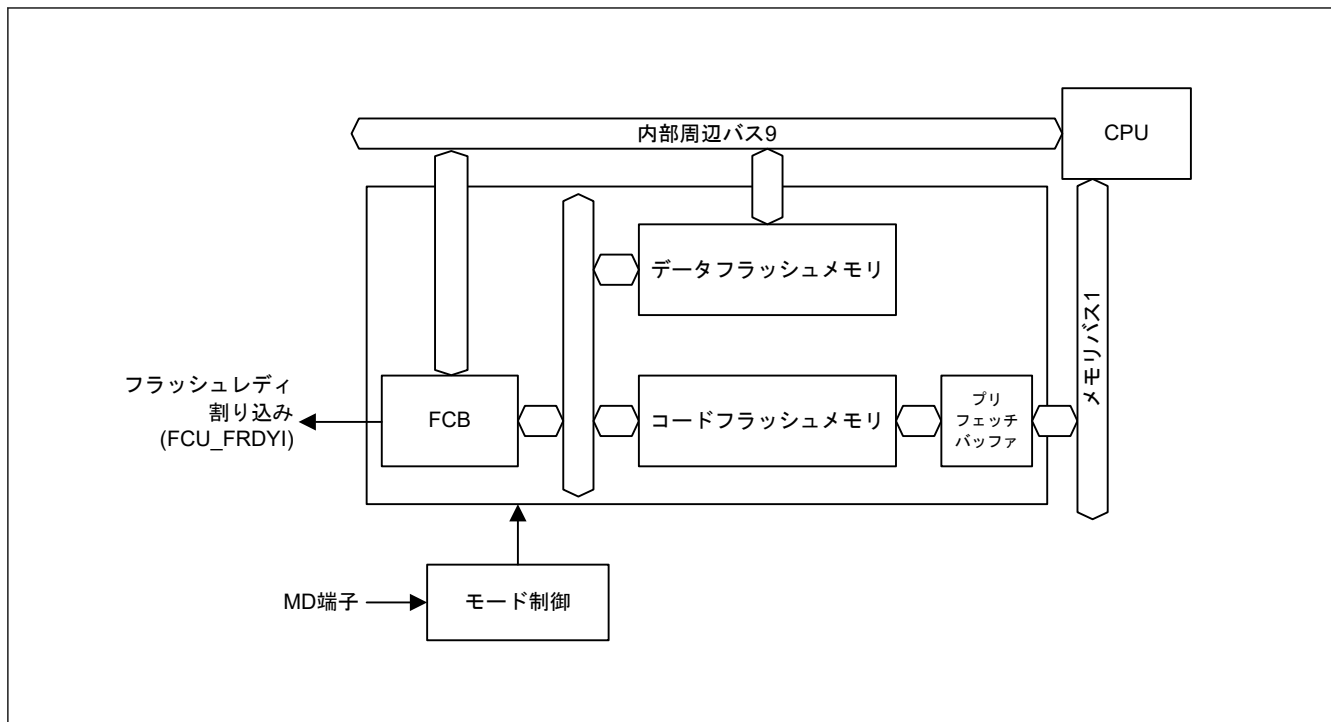 内部周辺バス9
CPU
データフラッシュメモリ
メモリバス1
フラッシュレディ
割り込み
(FCU_FRDYI)
FCB
コードフラッシュメモリ
プリ
フェッチ
バッファ
MD端子
モード制御